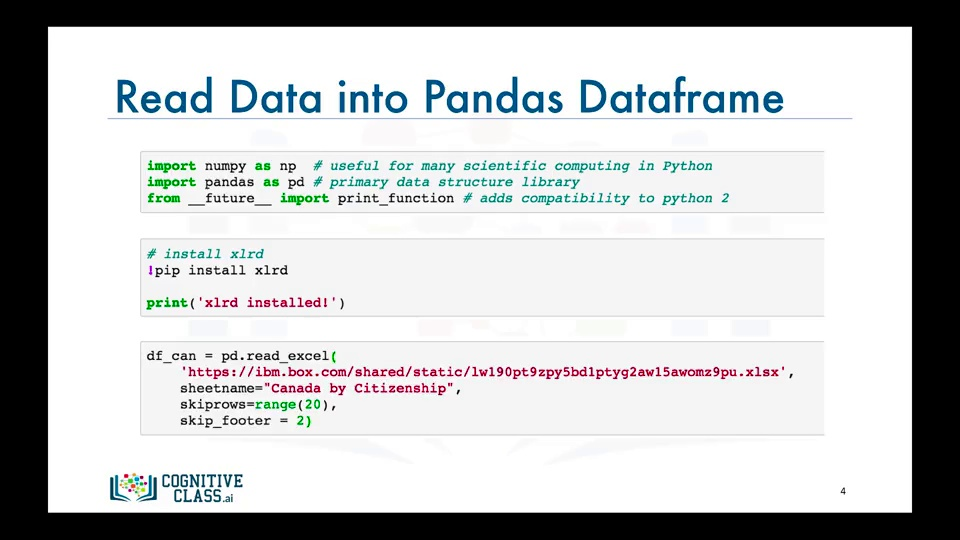 Read Data into Pandas Dataframe
import numpy as np  # useful for many scientific computing in Python
import pandas as pd # primary data structure library
from __future__ import print_function # adds compatibility to python 2
# install xlrd
!pip install xlrd
print('xlrd installed!')
df_can = pd.read_excel(
    'https://ibm.box.com/shared/static/lw190pt9zpy5bd1ptyg2aw15awomz9pu.xlsx',
    sheetname="Canada by Citizenship",
    skiprows=range(20),
    skip_footer = 2)
COGNITIVE
CLASS.ai
4